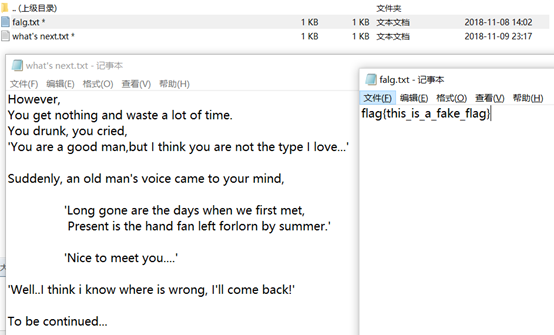 .. (上级目录) 文件夹
falg.txt * 1 KB 1 KB 文本文档 2018-11-08 14:02
what's next.txt * 1 KB 1 KB 文本文档 2018-11-09 23:17
what's next.txt - 记事本
文件(F) 编辑(E) 格式(O) 查看(V) 帮助(H)
However,
You get nothing and waste a lot of time.
You drunk, you cried,
'You are a good man,but I think you are not the type I love...'
Suddenly, an old man's voice came to your mind,
'Long gone are the days when we first met,
Present is the hand fan left forlorn by summer.'
'Nice to meet you....'
'Well..I think i know where is wrong, I'll come back!'
To be continued...
falg.txt - 记事本
文件(F) 编辑(E) 格式(O) 查看(V) 帮助(H)
flag{this_is_a_fake_flag}